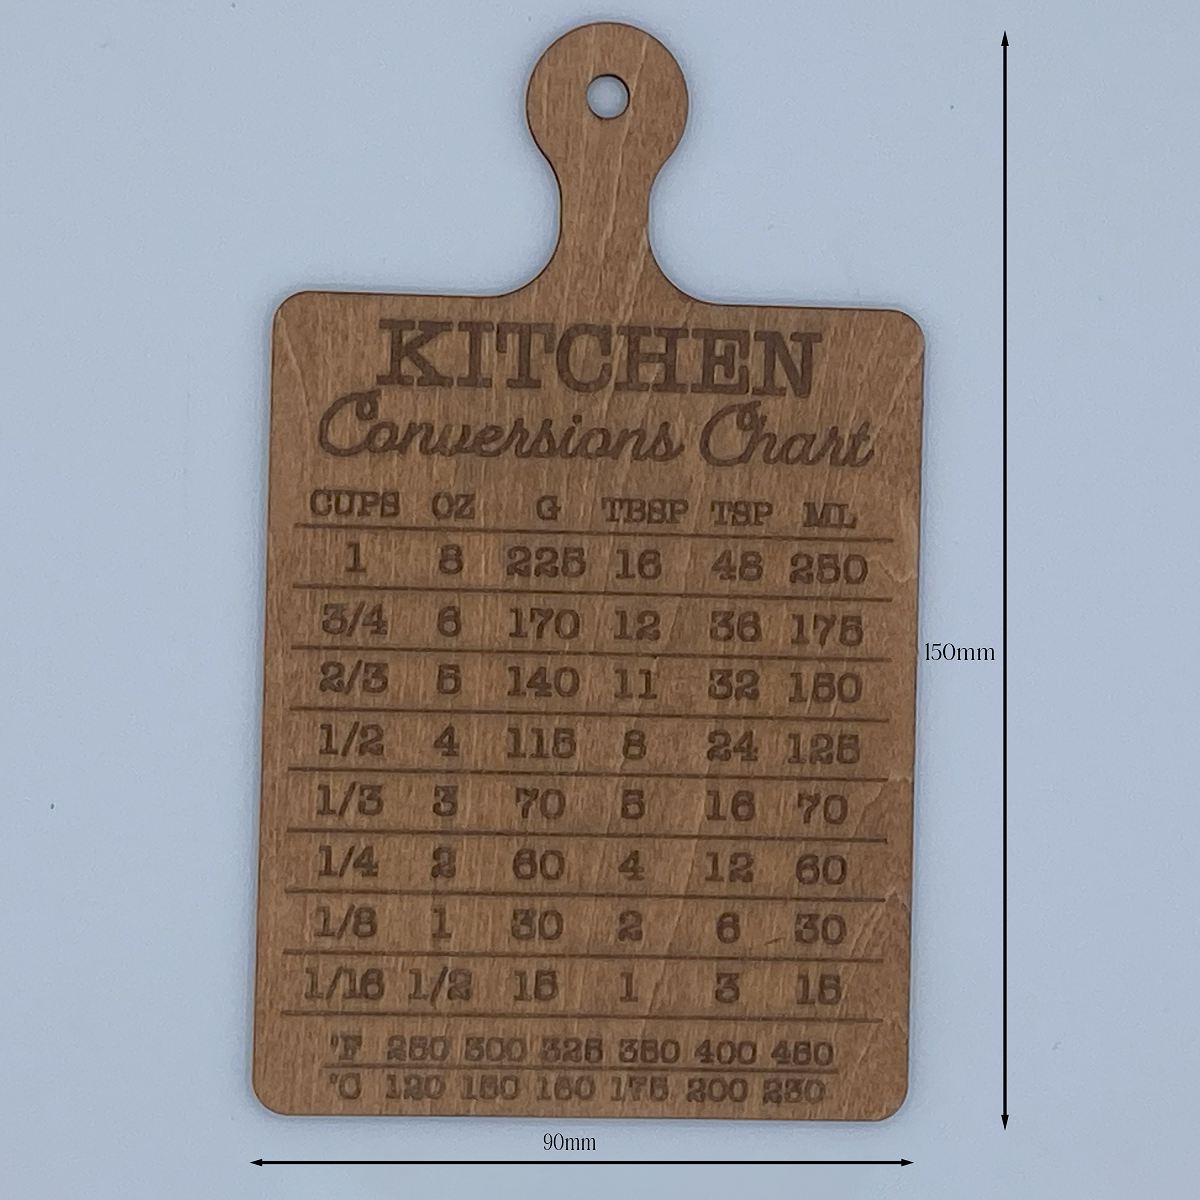 KITCHEN
Conversions Chart
CUPS OZ G TBSP TSP ML
1 8 225 16 48 250
3/4 6 170 12 36 175
2/3 5 140 11 32 150
1/2 4 115 8 24 125
1/3 3 70 5 16 70
1/4 2 60 4 12 60
1/8 1 30 2 6 30
1/16 1/2 15 1 3 15
°F 250 300 325 350 400 450
°C 120 150 160 175 200 230
150mm
90mm